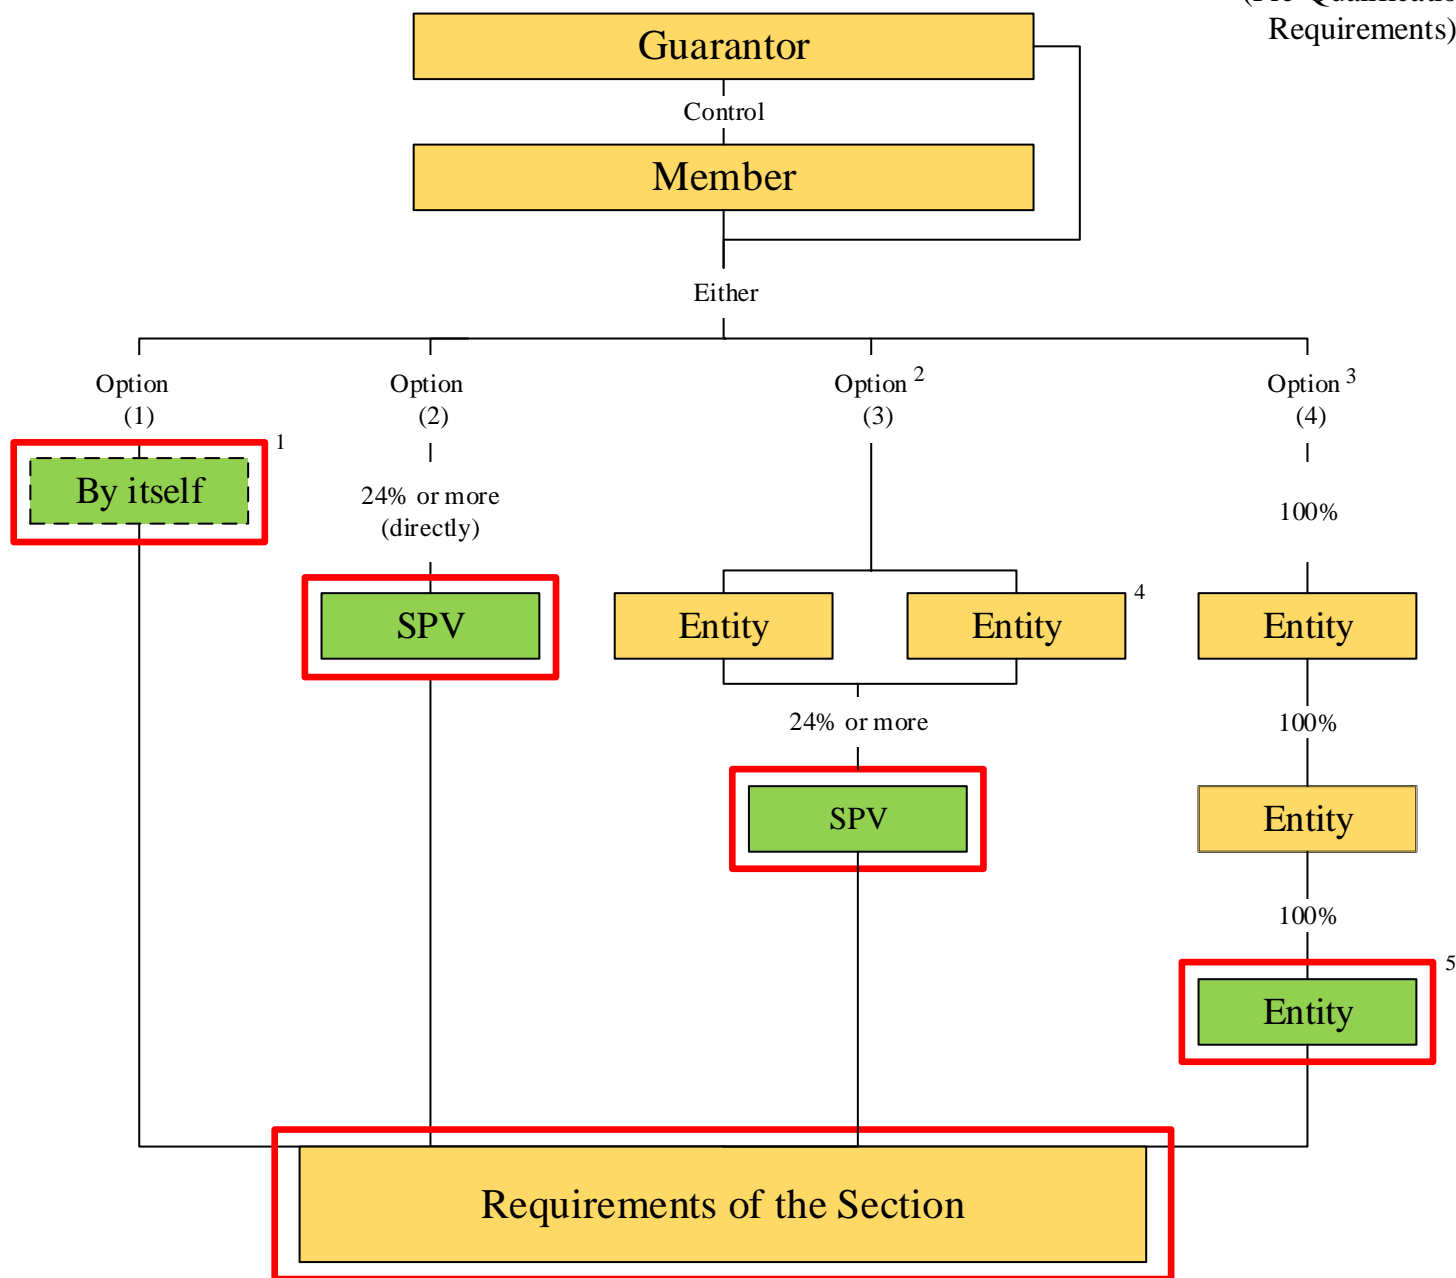 Requirements)
Guarantor
Control
Member
Either
Option
(1)
Option
(2)
Option 2
(3)
Option 3
(4)
1
By itself
24% or more
(directly)
100%
SPV
Entity
Entity
4
Entity
24% or more
100%
SPV
Entity
100%
5
Entity
Requirements of the Section